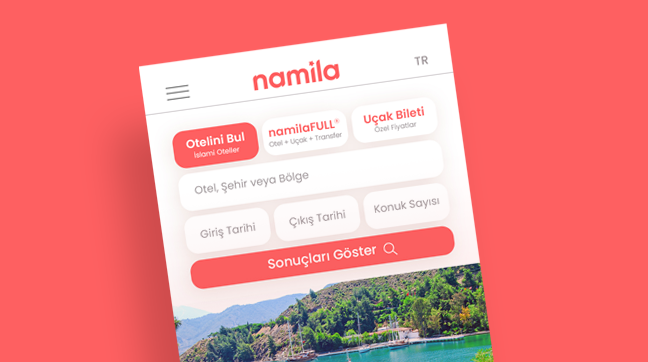 namila
TR
Otelini Bul
İslami Oteller
namilaFULL
Otel + Uçak + Transfer
Uçak Bileti
Özel Fiyatlar
Otel, Şehir veya Bölge
Giriş Tarihi
Çıkış Tarihi
Konuk Sayısı
Sonuçları Göster